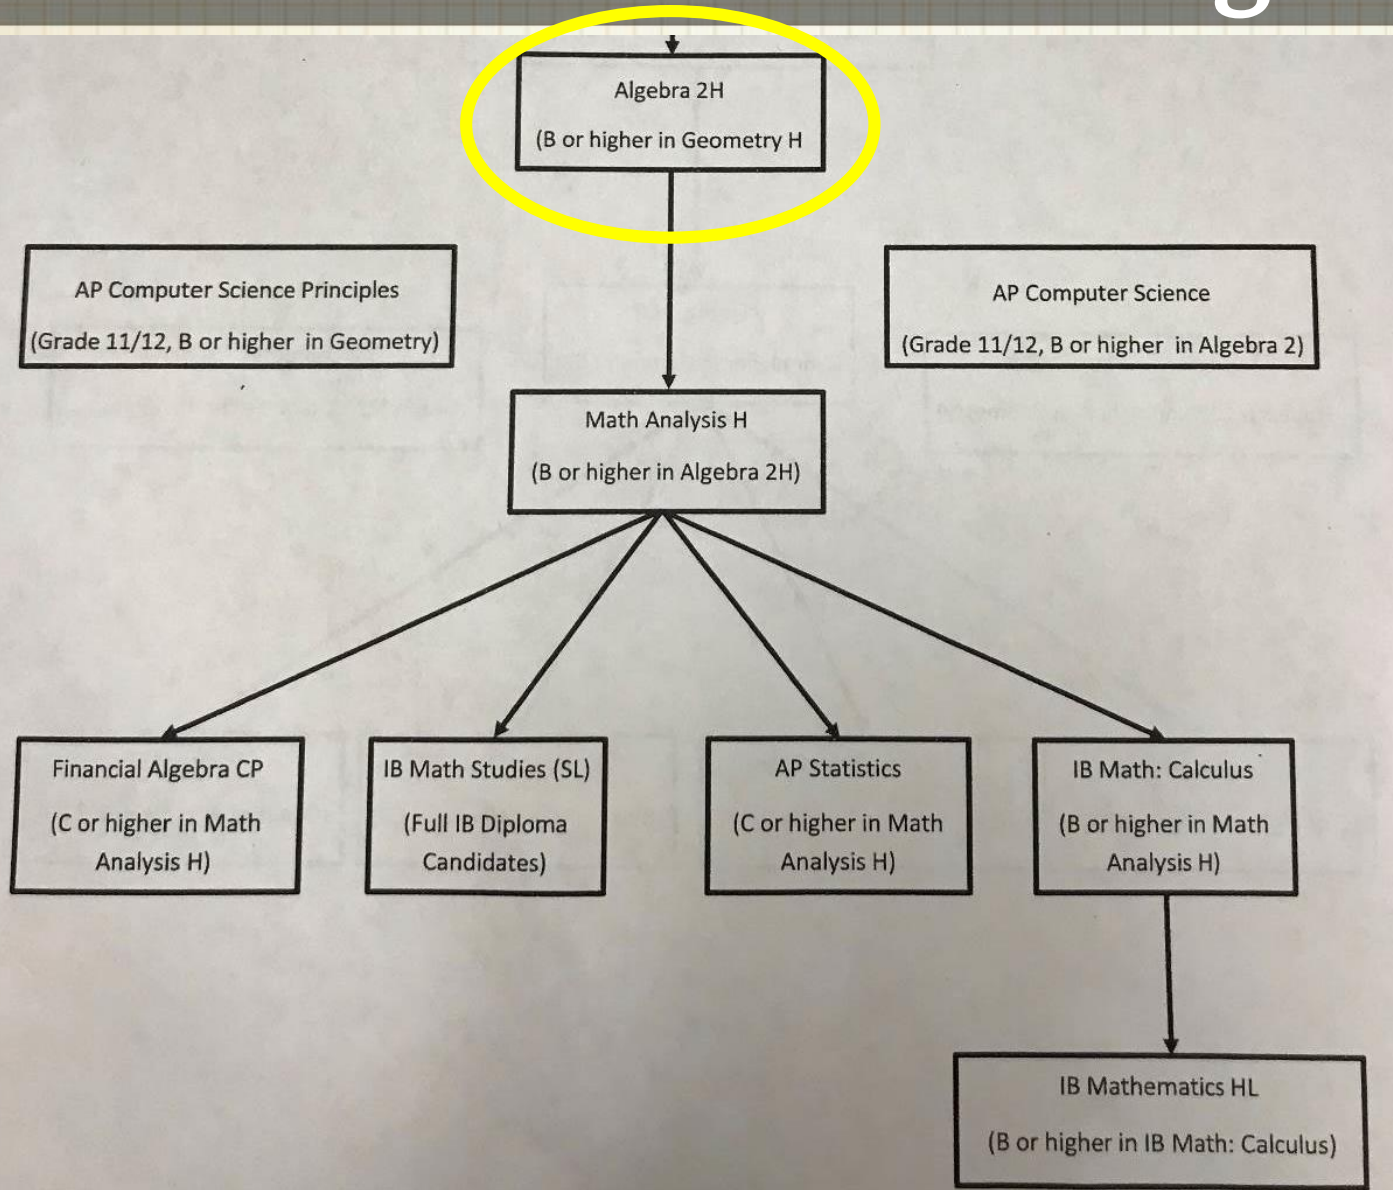 Algebra 2H
(B or higher in Geometry H
AP Computer Science Principles
(Grade 11/12, B or higher in Geometry)
AP Computer Science
(Grade 11/12, B or higher in Algebra 2)
Math Analysis H
(B or higher in Algebra 2H)
Financial Algebra CP
(C or higher in Math
Analysis H)
IB Math Studies (SL)
(Full IB Diploma
Candidates)
AP Statistics
(C or higher in Math
Analysis H)
IB Math: Calculus
(B or higher in Math
Analysis H)
IB Mathematics HL
(B or higher in IB Math: Calculus)